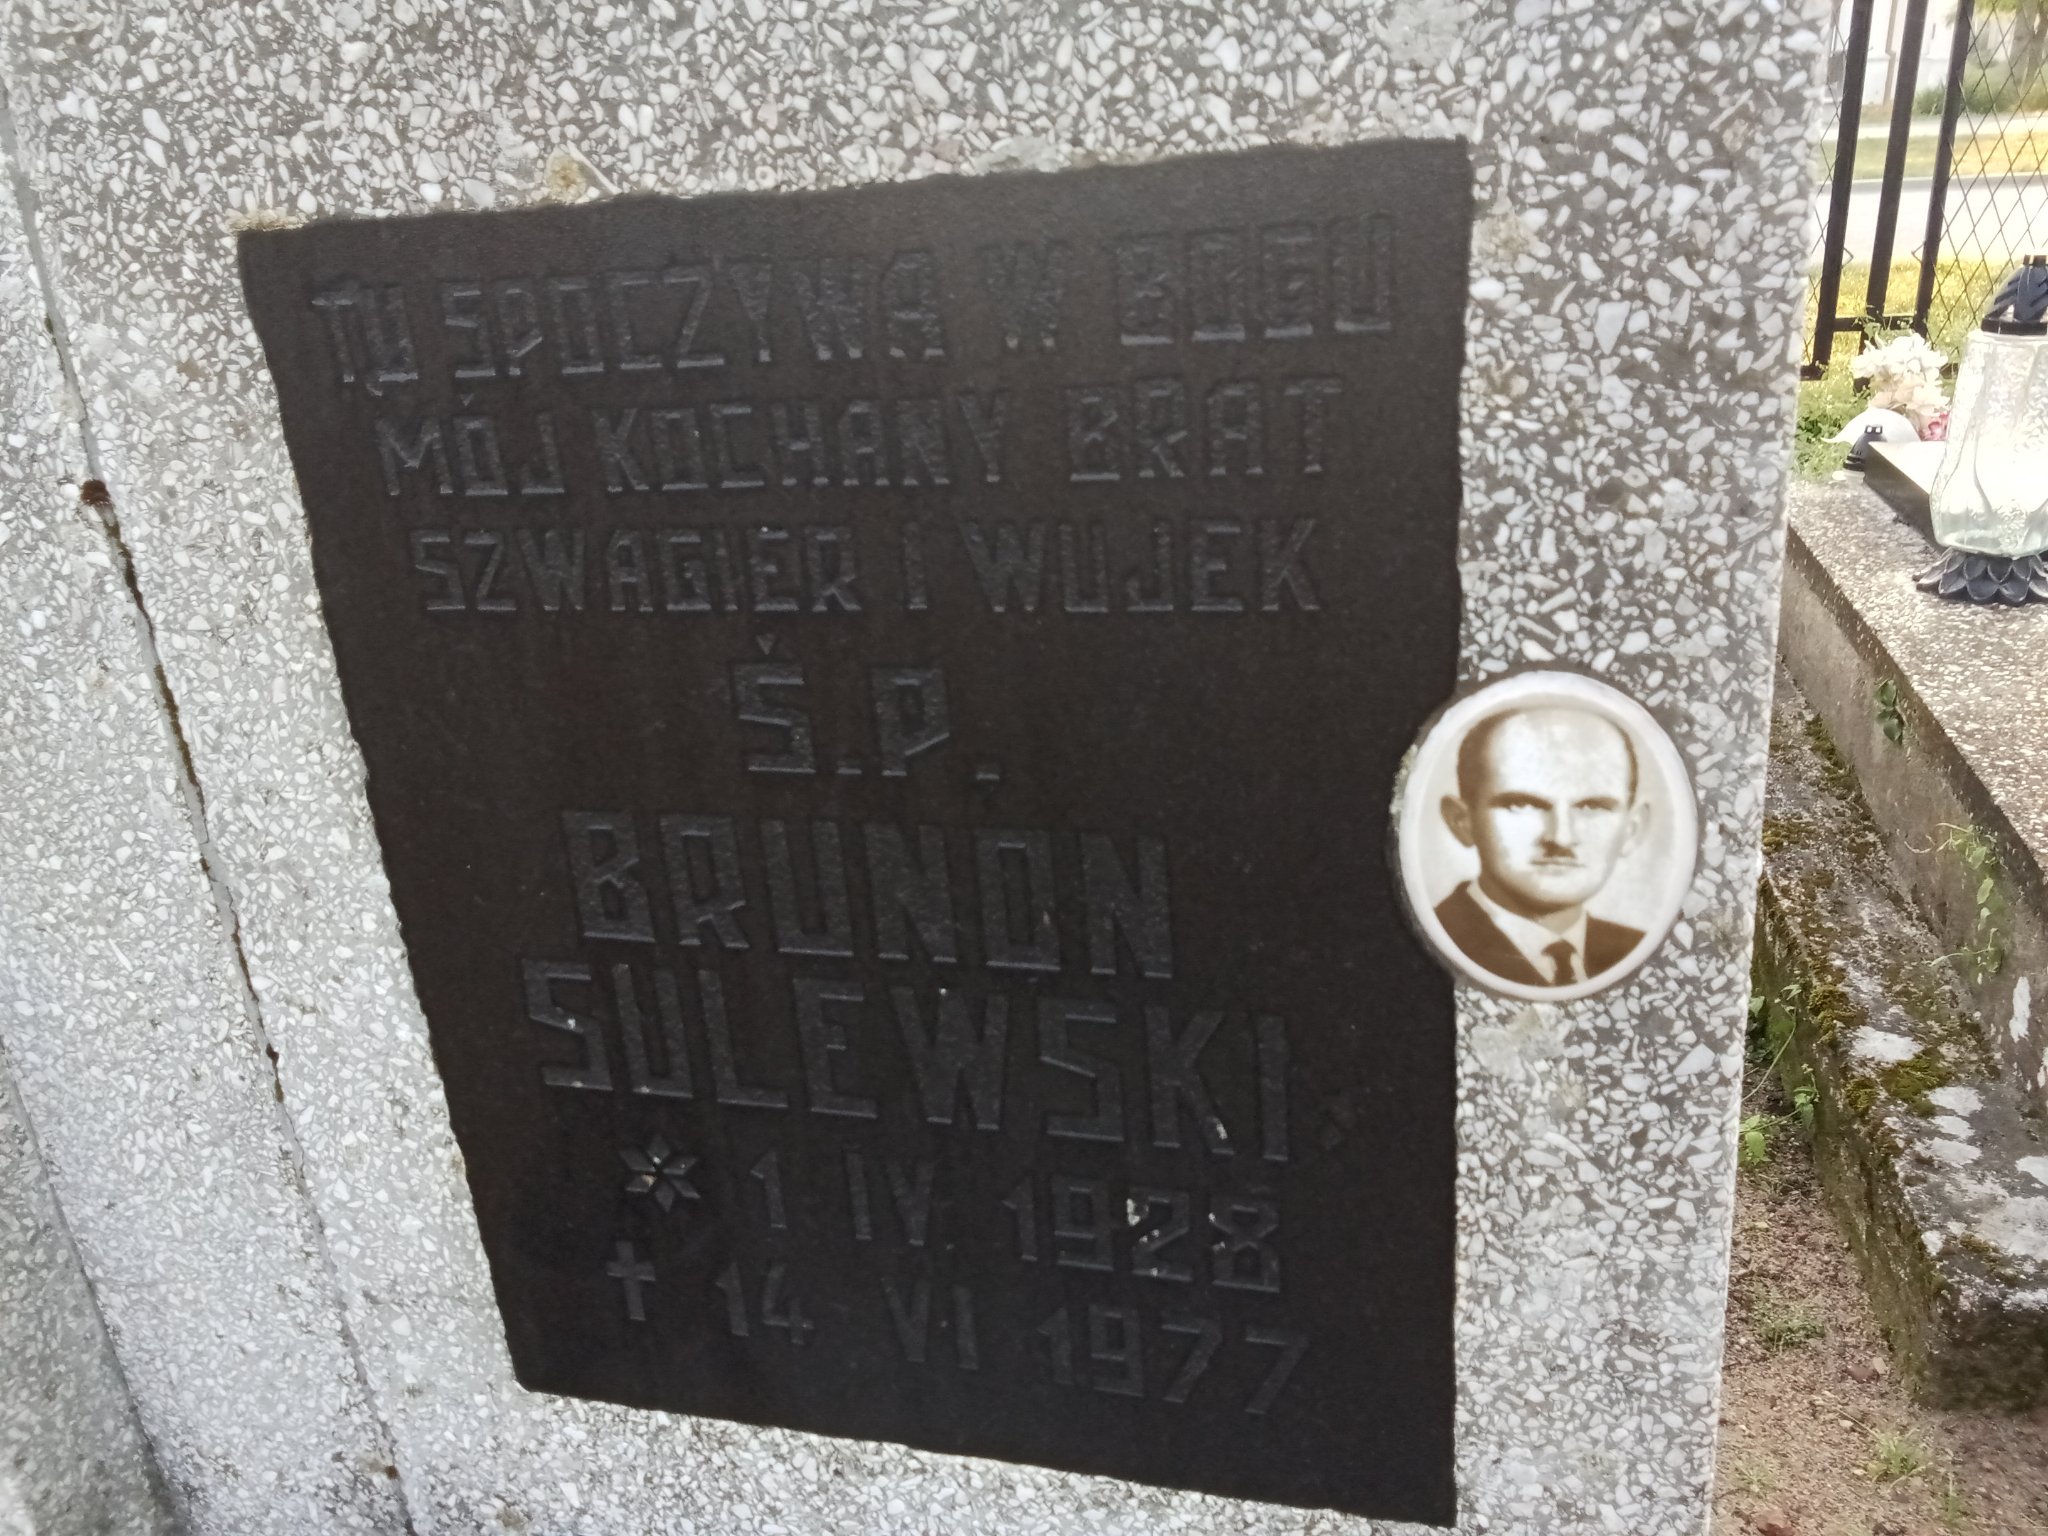 TU SPOCZYWA W BOGU
MÓJ KOCHANY BRAT
SZWAGIER I WUJEK
Ś.P.
BRUNON
SULEWSKI
* 1 IV 1928
† 14 VI 1977